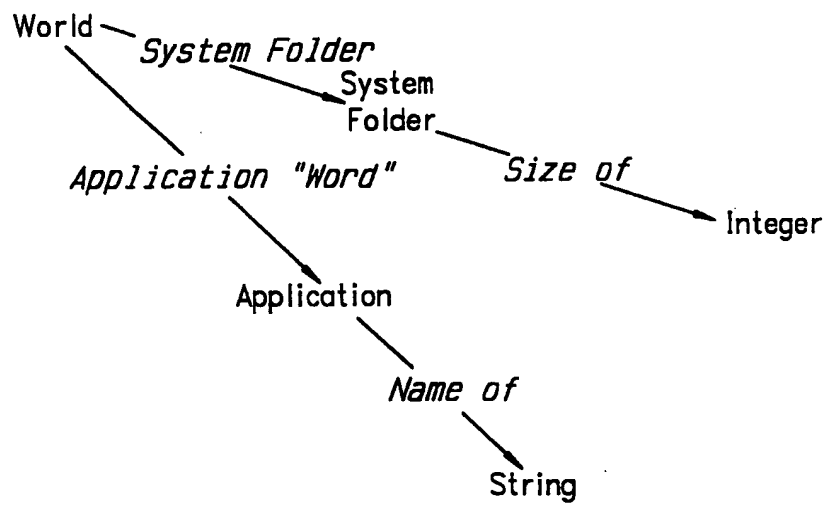 World
System Folder
System
Folder
Size of
Application "Word"
Integer
Application
Name of
String